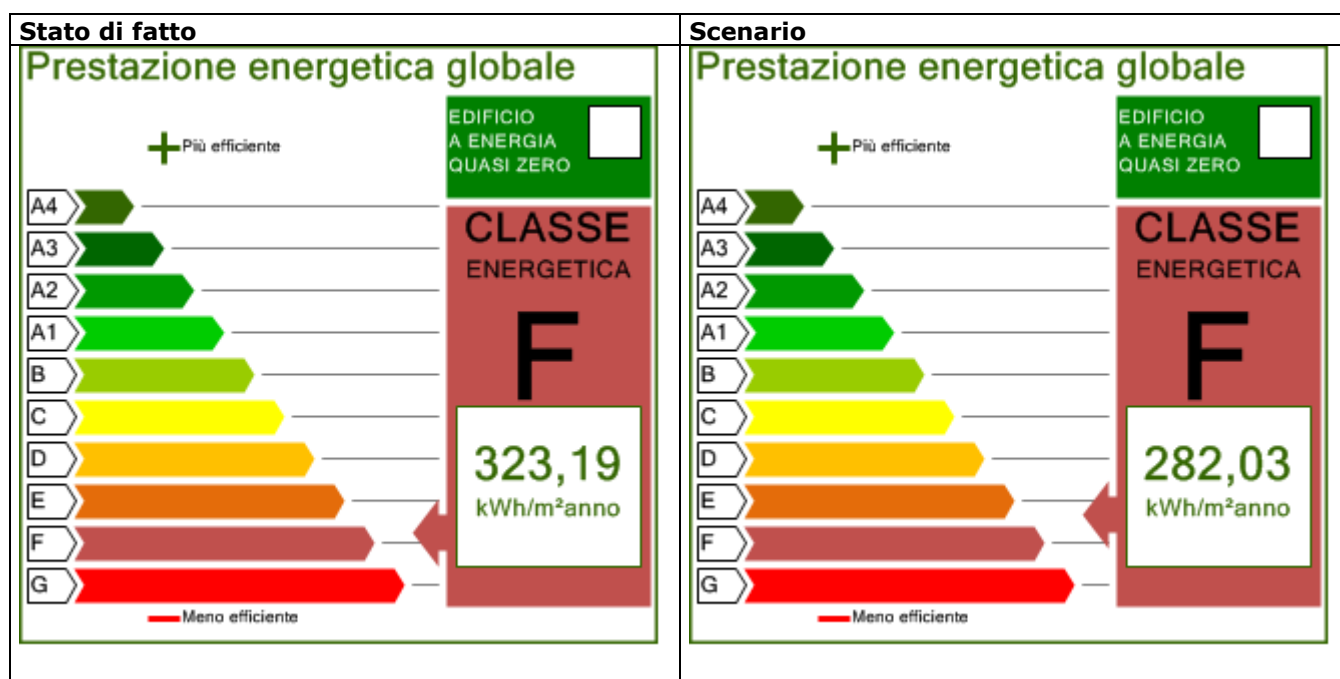 Stato di fatto
Prestazione energetica globale
EDIFICIO
A ENERGIA
QUASI ZERO
Più efficiente
A4
A3
A2
A1
B
C
D
E
F
G
CLASSE
ENERGETICA
F
323,19
kWh/m²anno
Meno efficiente
Scenario
Prestazione energetica globale
EDIFICIO
A ENERGIA
QUASI ZERO
Più efficiente
A4
A3
A2
A1
B
C
D
E
F
G
CLASSE
ENERGETICA
F
282,03
kWh/m²anno
Meno efficiente